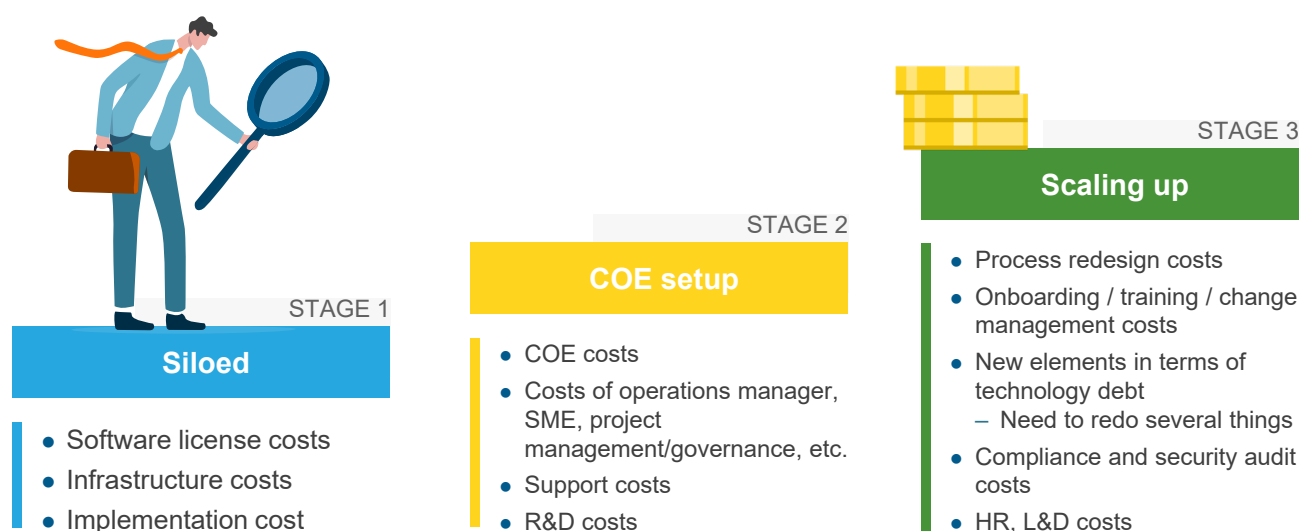 STAGE 1
Siloed
● Software license costs
● Infrastructure costs
● Implementation cost
STAGE 2
COE setup
● COE costs
● Costs of operations manager,
SME, project
management/governance, etc.
● Support costs
● R&D costs
STAGE 3
Scaling up
● Process redesign costs
● Onboarding / training / change
management costs
● New elements in terms of
technology debt
– Need to redo several things
● Compliance and security audit
costs
● HR, L&D costs